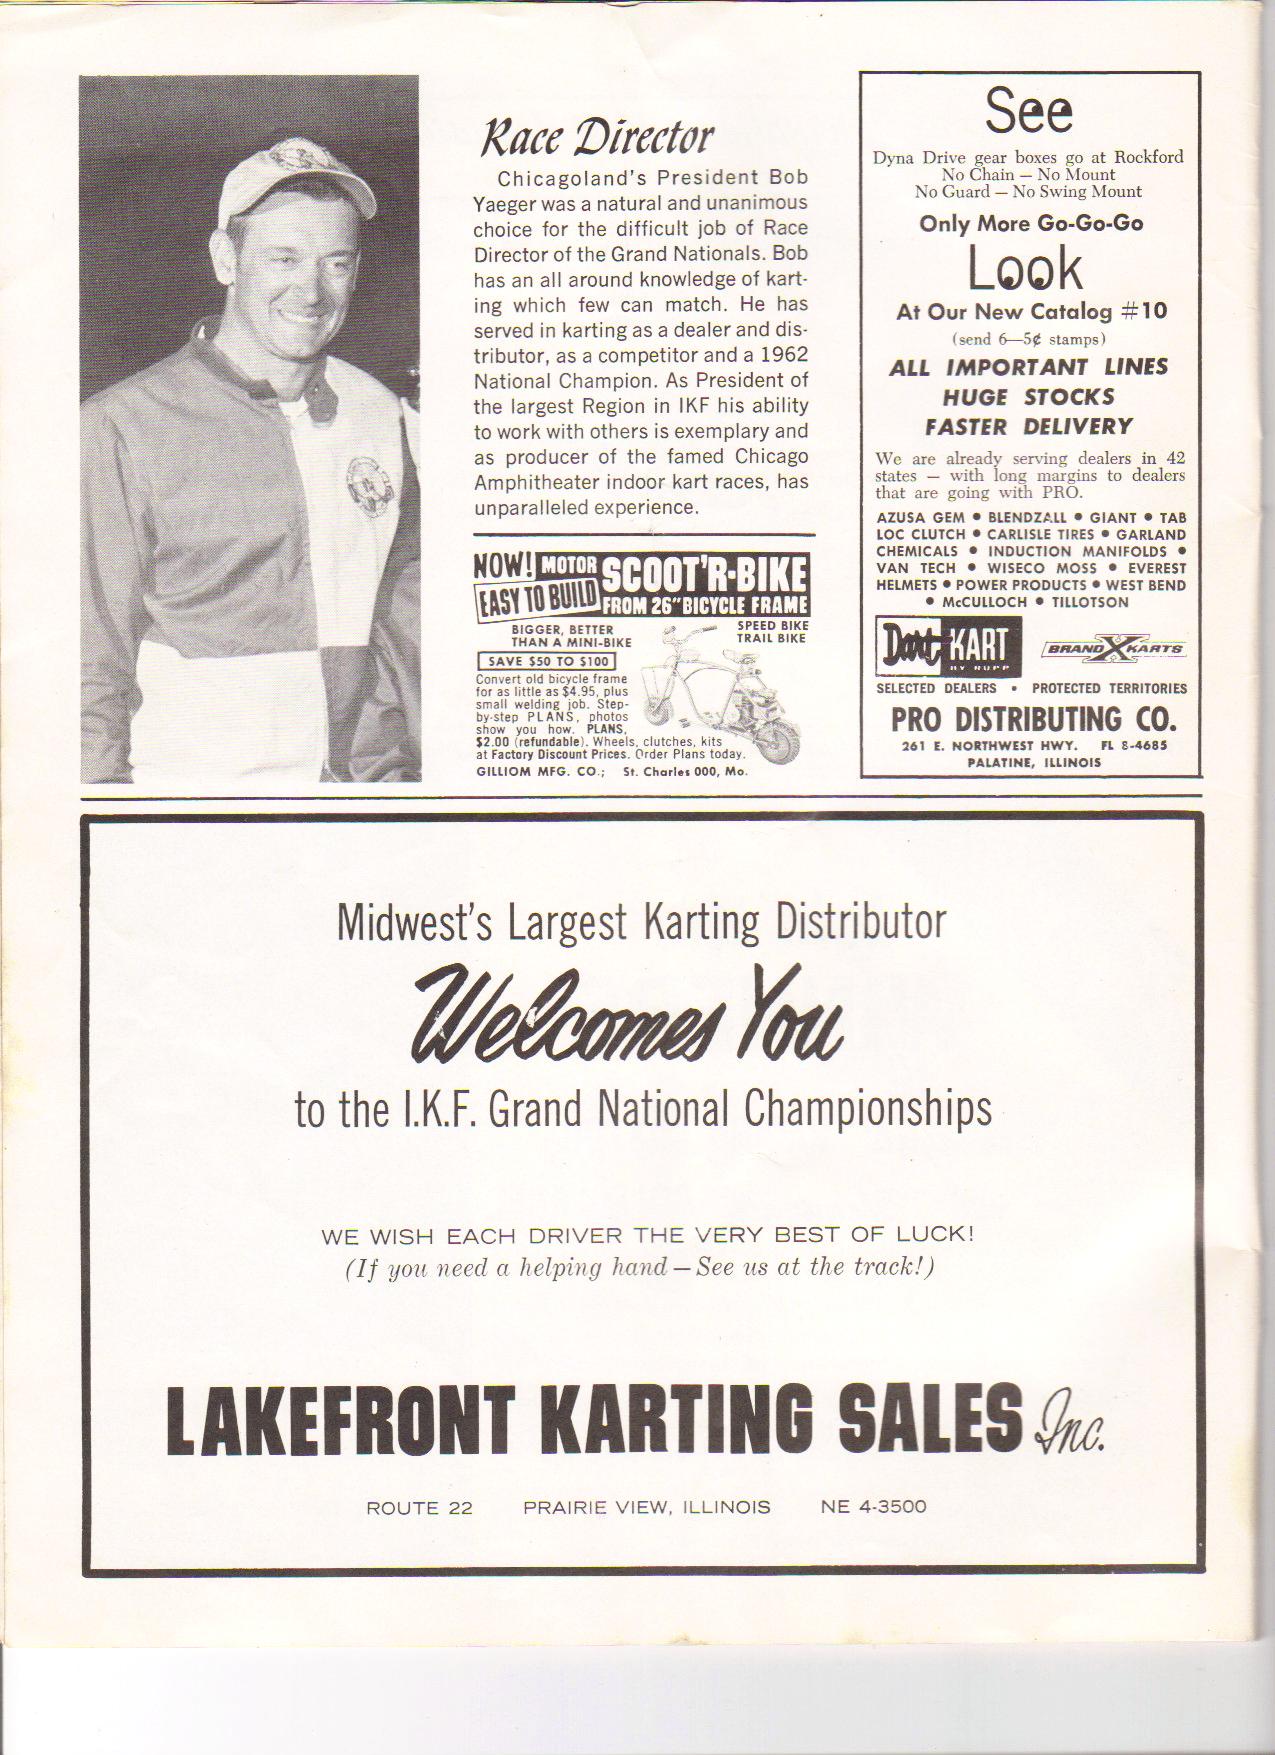 Race Director
Chicagoland's President Bob
Yaeger was a natural and unanimous
choice for the difficult job of Race
Director of the Grand Nationals. Bob
has an all around knowledge of kart-
ing which few can match. He has
served in karting as a dealer and dis-
tributor, as a competitor and a 1962
National Champion. As President of
the largest Region in IKF his ability
to work with others is exemplary and
as producer of the famed Chicago
Amphitheater indoor kart races, has
unparalleled experience.
NOW! MOTOR SCOOT'R-BIKE
EASY TO BUILD FROM 26" BICYCLE FRAME
BIGGER, BETTER
THAN A MINI-BIKE
SPEED BIKE
TRAIL BIKE
SAVE $50 TO $100
Convert old bicycle frame
for as little as $4.95, plus
small welding job. Step-
by-step PLANS, photos
show you how. PLANS,
$2.00 (refundable). Wheels, clutches, kits
at Factory Discount Prices. Order Plans today.
GILLIOM MFG. CO.; St. Charles 000, Mo.
See
Dyna Drive gear boxes go at Rockford
No Chain — No Mount
No Guard — No Swing Mount
Only More Go-Go-Go
Look
At Our New Catalog #10
(send 6—5¢ stamps)
ALL IMPORTANT LINES
HUGE STOCKS
FASTER DELIVERY
We are already serving dealers in 42
states — with long margins to dealers
that are going with PRO.
AZUSA GEM • BLENDZALL • GIANT • TAB
LOC CLUTCH • CARLISLE TIRES • GARLAND
CHEMICALS • INDUCTION MANIFOLDS •
VAN TECH • WISECO MOSS • EVEREST
HELMETS • POWER PRODUCTS • WEST BEND
• McCULLOCH • TILLOTSON
Dart KART
BY RUPP
BRAND X KARTS
SELECTED DEALERS • PROTECTED TERRITORIES
PRO DISTRIBUTING CO.
261 E. NORTHWEST HWY. FL 8-4685
PALATINE, ILLINOIS
Midwest's Largest Karting Distributor
Welcomes You
to the I.K.F. Grand National Championships
WE WISH EACH DRIVER THE VERY BEST OF LUCK!
(If you need a helping hand — See us at the track!)
LAKEFRONT KARTING SALES Inc.
ROUTE 22 PRAIRIE VIEW, ILLINOIS NE 4-3500